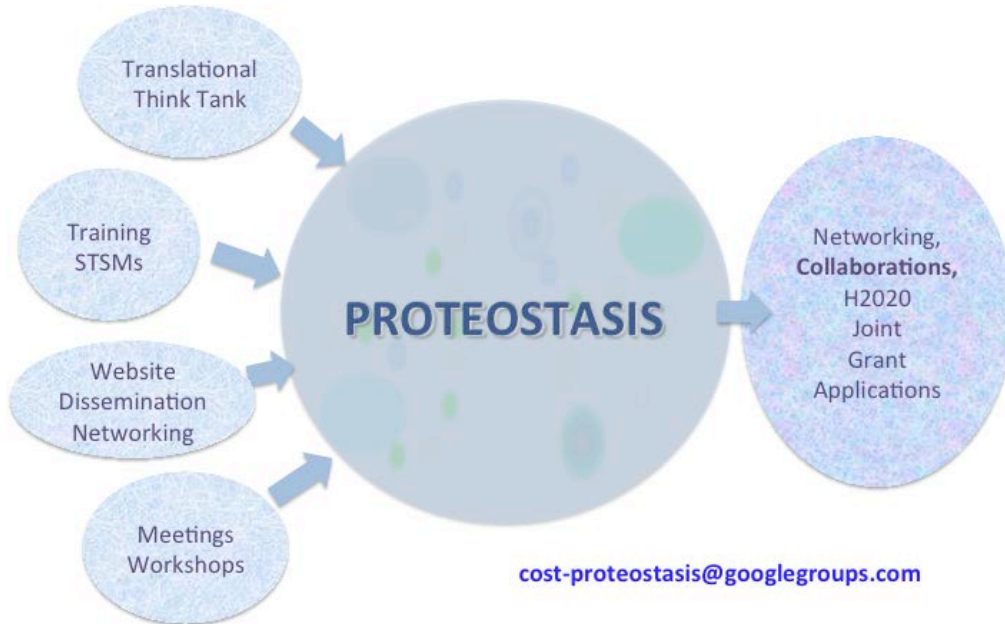 Translational
Think Tank
Training
STSMs
Website
Dissemination
Networking
Meetings
Workshops
PROTEOSTASIS
Networking,
Collaborations,
H2020
Joint
Grant
Applications
cost-proteostasis@googlegroups.com